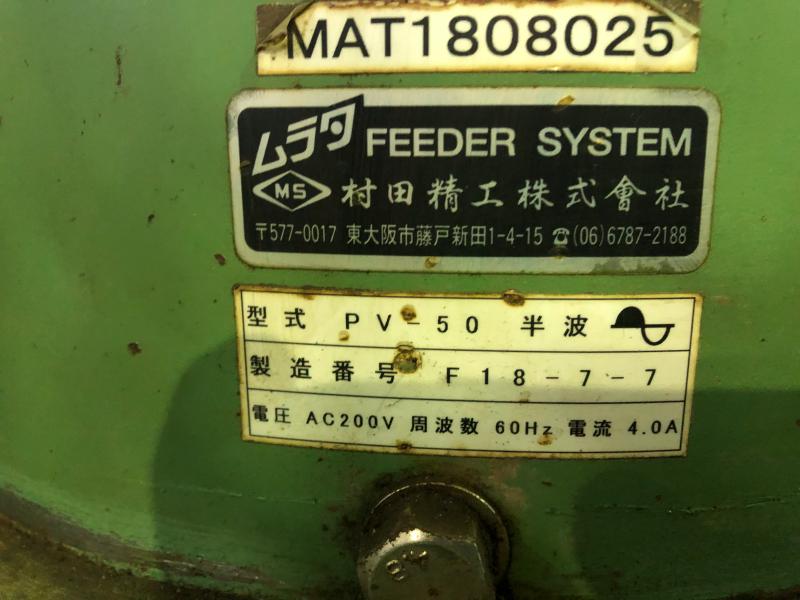 MAT1808025
ムラタ FEEDER SYSTEM
MS 村田精工株式會社
〒577-0017 東大阪市藤戸新田1-4-15 ☎(06)6787-2188
型式 PV-50 半波
製造番号 F18-7-7
電圧 AC200V 周波数 60Hz 電流 4.0A
4.8